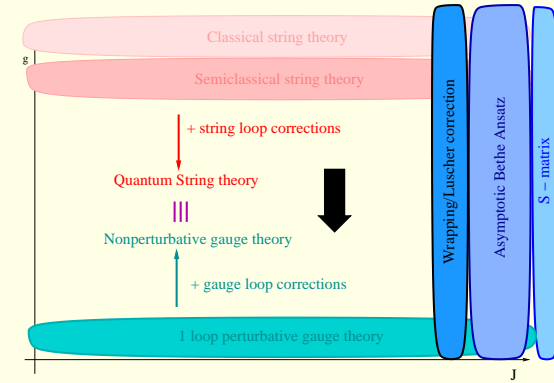 Classical string theory
g
Semiclassical string theory
+ string loop corrections
Quantum String theory
Nonperturbative gauge theory
+ gauge loop corrections
1 loop perturbative gauge theory
J
Wrapping/Luscher correction
Asymptotic Bethe Ansatz
S − matrix